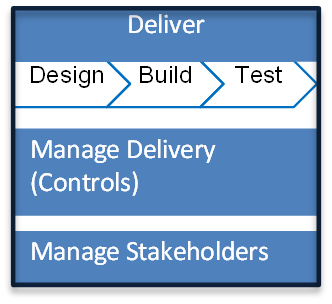 Deliver
Design Build Test
Manage Delivery
(Controls)
Manage Stakeholders